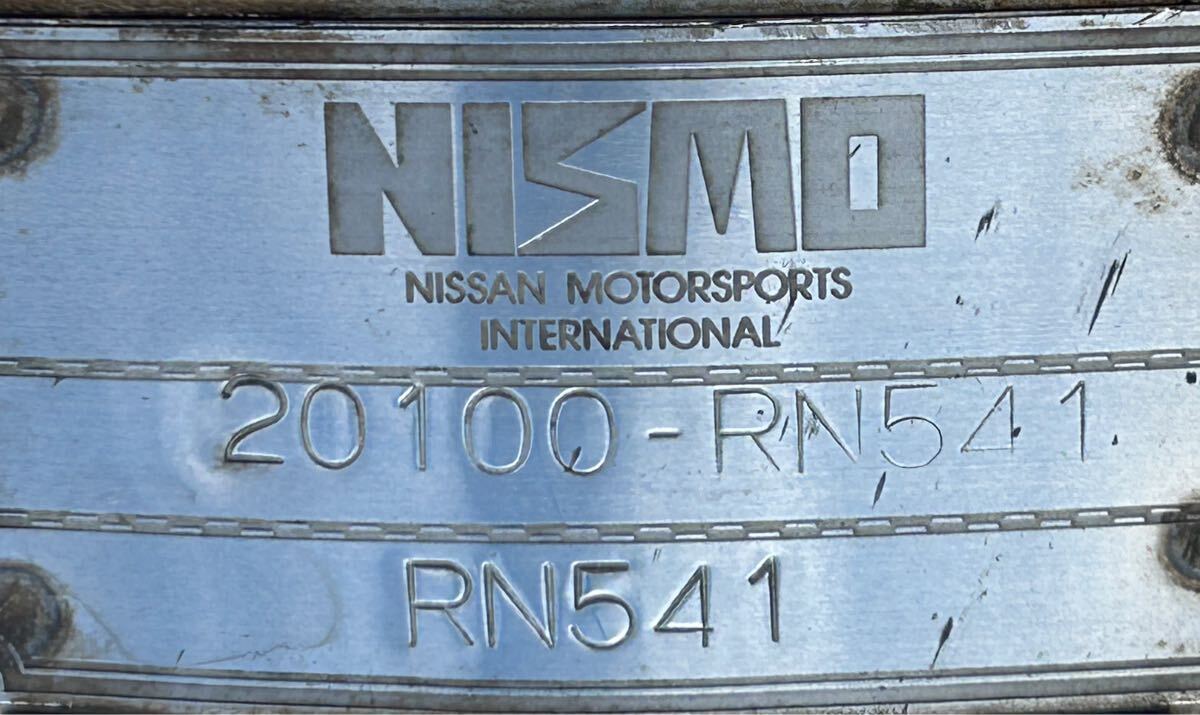 NISMO
NISSAN MOTORSPORTS
INTERNATIONAL
20100-RN541
RN541